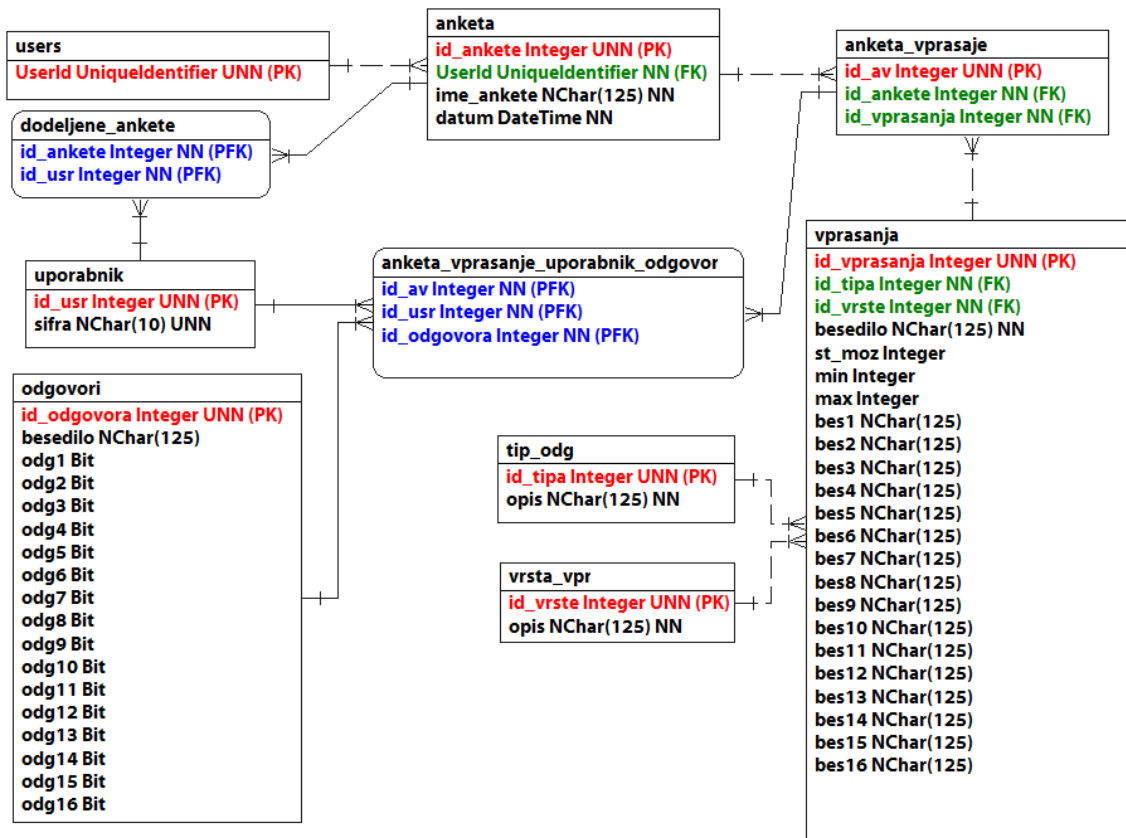 users
UserId UniqueIdentifier UNN (PK)
anketa
id_ankete Integer UNN (PK)
UserId UniqueIdentifier NN (FK)
ime_ankete NChar(125) NN
datum DateTime NN
anketa_vprasaje
id_av Integer UNN (PK)
id_ankete Integer NN (FK)
id_vprasanja Integer NN (FK)
dodeljene_ankete
id_ankete Integer NN (PFK)
id_usr Integer NN (PFK)
uporabnik
id_usr Integer UNN (PK)
sifra NChar(10) UNN
anketa_vprasanje_uporabnik_odgovor
id_av Integer NN (PFK)
id_usr Integer NN (PFK)
id_odgovora Integer NN (PFK)
vprasanja
id_vprasanja Integer UNN (PK)
id_tipa Integer NN (FK)
id_vrste Integer NN (FK)
besedilo NChar(125) NN
st_moz Integer
min Integer
max Integer
bes1 NChar(125)
bes2 NChar(125)
bes3 NChar(125)
bes4 NChar(125)
bes5 NChar(125)
bes6 NChar(125)
bes7 NChar(125)
bes8 NChar(125)
bes9 NChar(125)
bes10 NChar(125)
bes11 NChar(125)
bes12 NChar(125)
bes13 NChar(125)
bes14 NChar(125)
bes15 NChar(125)
bes16 NChar(125)
odgovori
id_odgovora Integer UNN (PK)
besedilo NChar(125)
odg1 Bit
odg2 Bit
odg3 Bit
odg4 Bit
odg5 Bit
odg6 Bit
odg7 Bit
odg8 Bit
odg9 Bit
odg10 Bit
odg11 Bit
odg12 Bit
odg13 Bit
odg14 Bit
odg15 Bit
odg16 Bit
tip_odg
id_tipa Integer UNN (PK)
opis NChar(125) NN
vrsta_vpr
id_vrste Integer UNN (PK)
opis NChar(125) NN